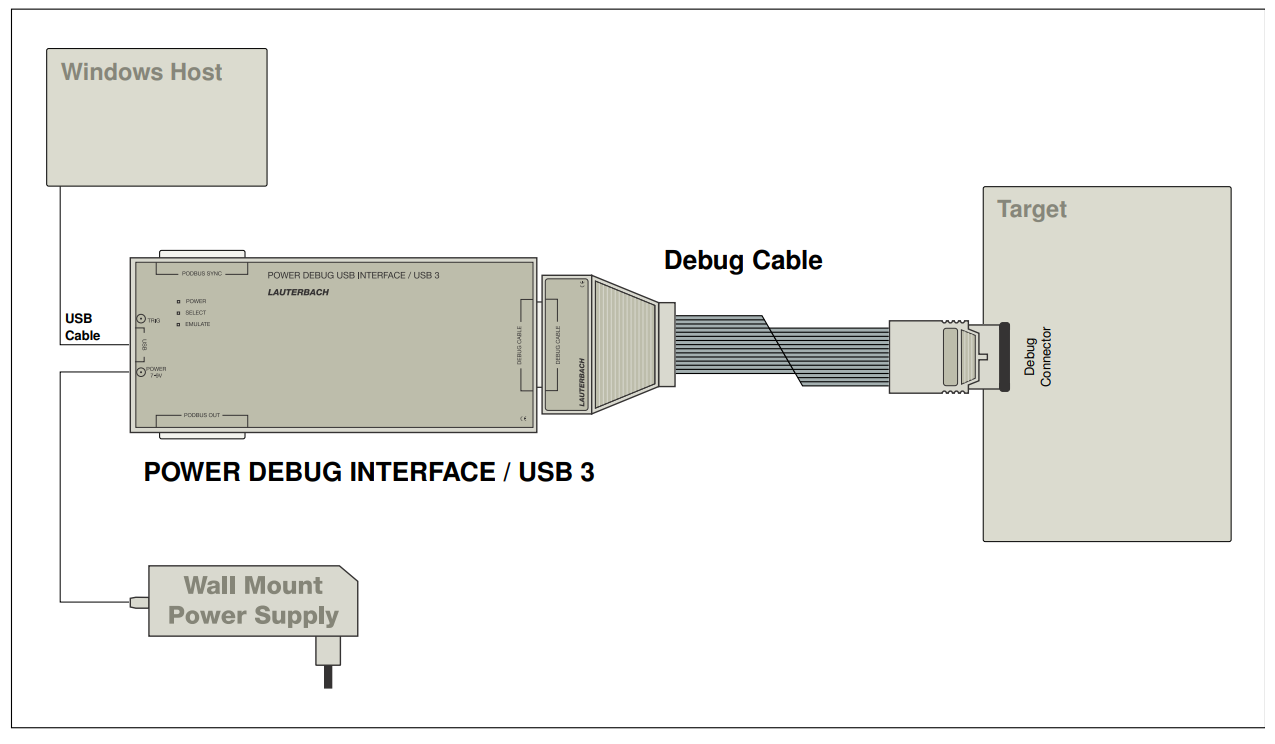 Windows Host
Target
Debug Cable
PODBUS SYNC
POWER DEBUG USB INTERFACE / USB 3
LAUTERBACH
POWER
SELECT
EMULATE
TRIG
USB
Cable
USB
POWER
7-9V
DEBUG CABLE
DEBUG CABLE
LAUTERBACH
CE
Debug
Connector
PODBUS OUT
CE
POWER DEBUG INTERFACE / USB 3
Wall Mount
Power Supply